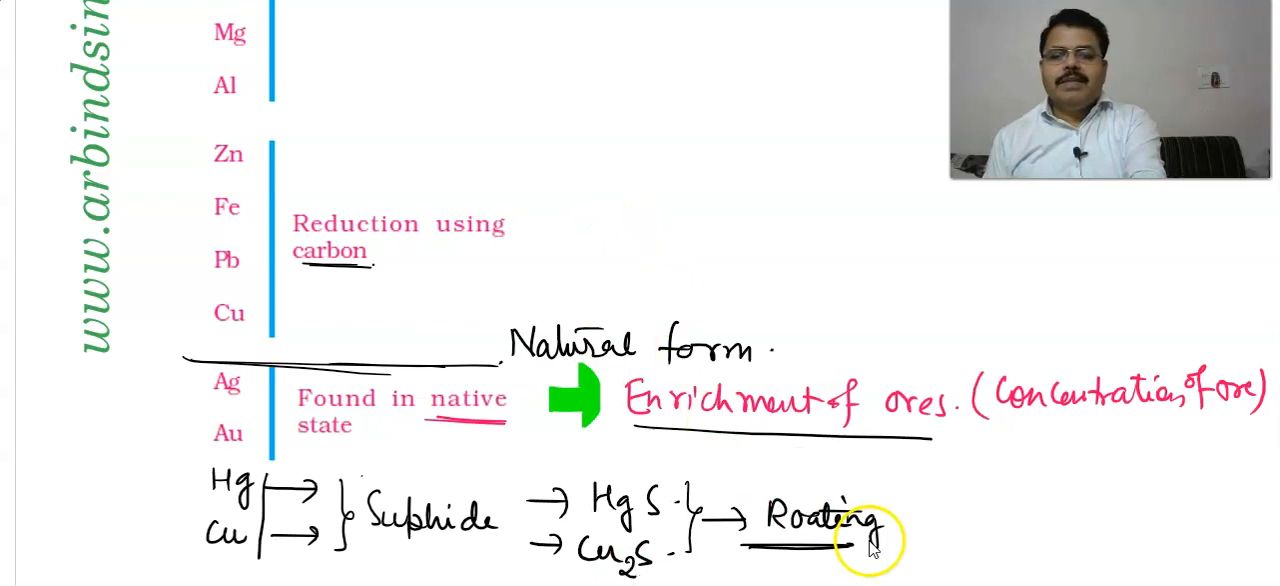 www.arbindsin
Mg
Al
Zn
Fe
Reduction using
carbon
Pb
Cu
Natural form.
Ag
Found in native
state
Enrichment of ores. (Concentration of ore)
Au
Hg
Cu
Suphide
HgS
Cu2S
Roating